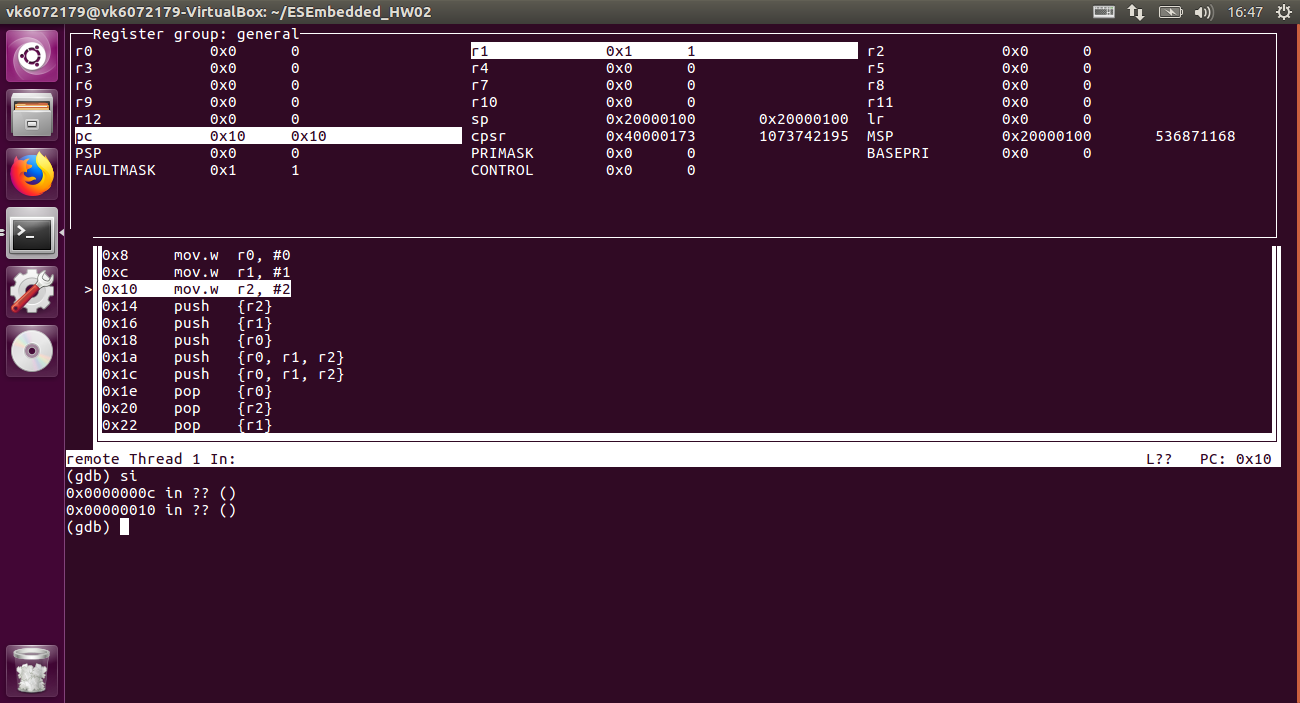 vk6072179@vk6072179-VirtualBox: ~/ESEmbedded_HW02 16:47
Register group: general
r0 0x0 0 r1 0x1 1 r2 0x0 0
r3 0x0 0 r4 0x0 0 r5 0x0 0
r6 0x0 0 r7 0x0 0 r8 0x0 0
r9 0x0 0 r10 0x0 0 r11 0x0 0
r12 0x0 0 sp 0x20000100 0x20000100 lr 0x0 0
pc 0x10 0x10 cpsr 0x40000173 1073742195 MSP 0x20000100 536871168
PSP 0x0 0 PRIMASK 0x0 0 BASEPRI 0x0 0
FAULTMASK 0x1 1 CONTROL 0x0 0
0x8 mov.w r0, #0
0xc mov.w r1, #1
> 0x10 mov.w r2, #2
0x14 push {r2}
0x16 push {r1}
0x18 push {r0}
0x1a push {r0, r1, r2}
0x1c push {r0, r1, r2}
0x1e pop {r0}
0x20 pop {r2}
0x22 pop {r1}
remote Thread 1 In: L?? PC: 0x10
(gdb) si
0x0000000c in ?? ()
0x00000010 in ?? ()
(gdb)